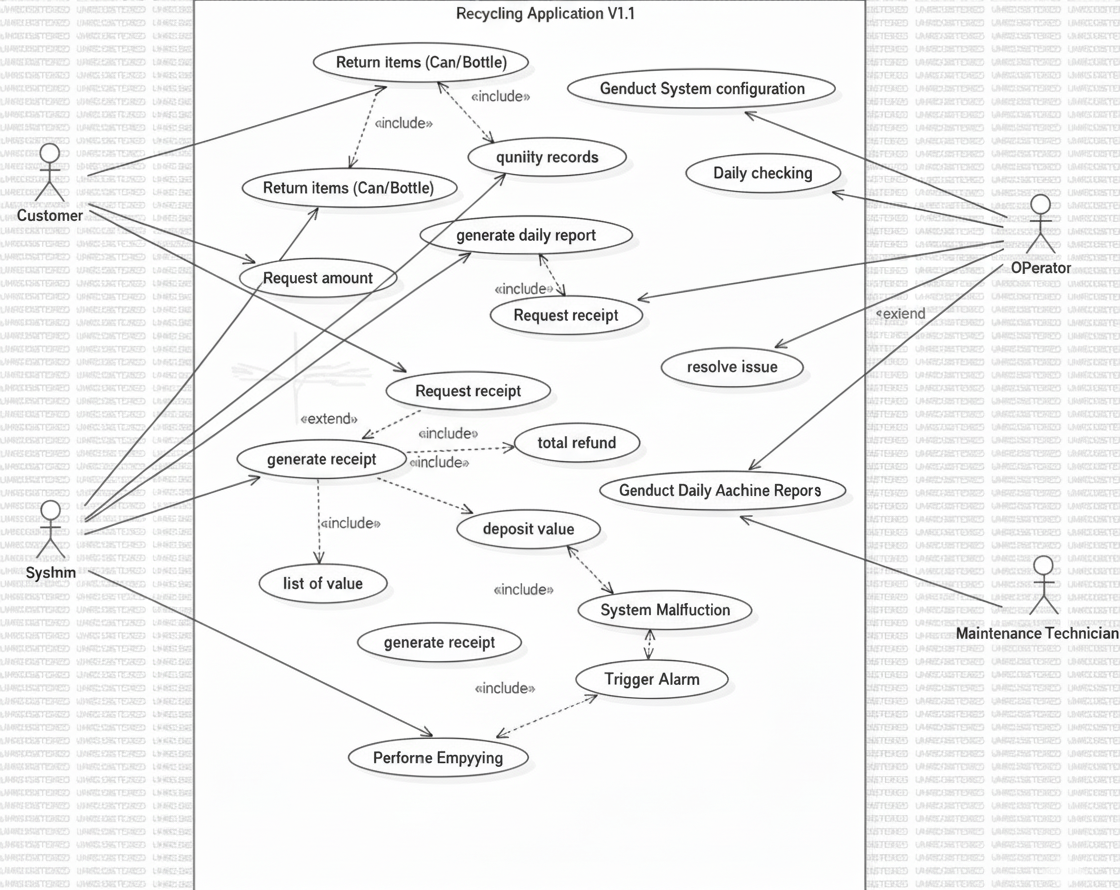 Recycling Application V1.1
Return items (Can/Bottle)
«include»
Genduct System configuration
«include»
quniity records
Daily checking
Return items (Can/Bottle)
Customer
generate daily report
OPerator
Request amount
«include»
Request receipt
«exiend
resolve issue
Request receipt
«extend»
«include»
total refund
generate receipt
«include»
Genduct Daily Aachine Repors
«include»
deposit value
SysImm
list of value
«include»
System Malffuction
Maintenance Technician
generate receipt
Trigger Alarm
«include»
Perforne Empyying